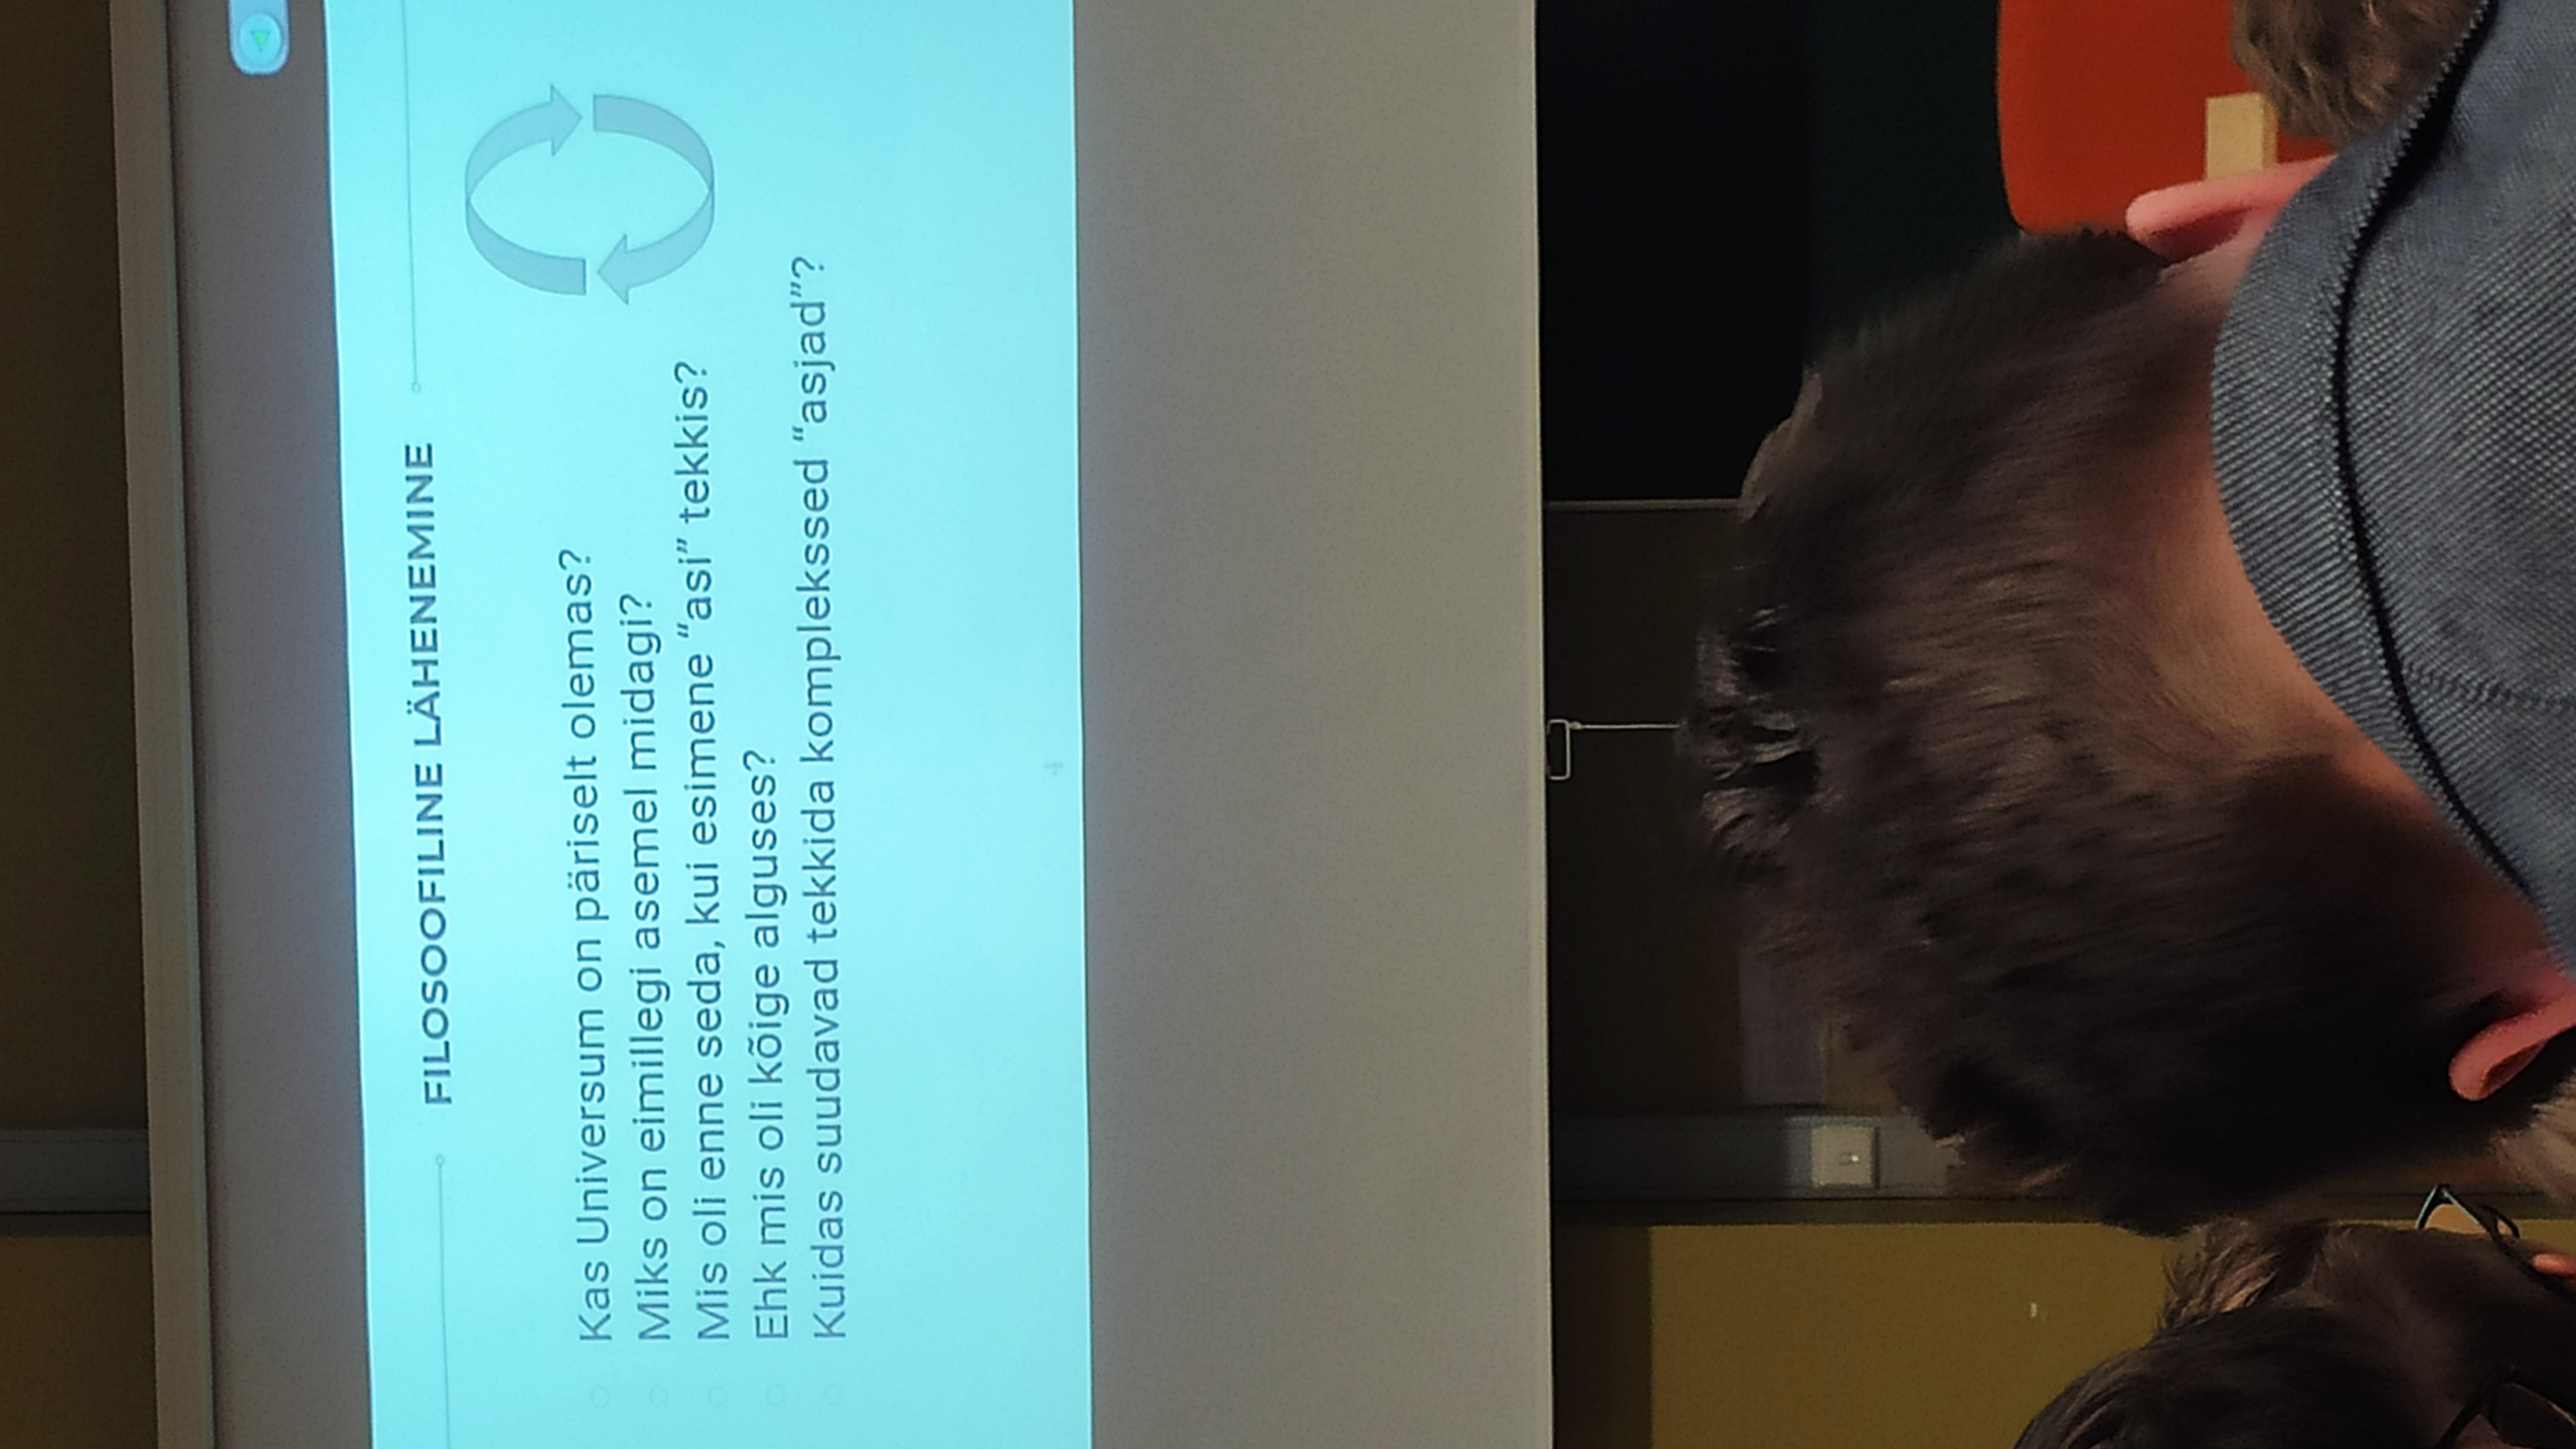 FILOSOOFILINE LÄHENEMINE
Kas Universum on päriselt olemas?
Miks on eimillegi asemel midagi?
Mis oli enne seda, kui esimene “asi” tekkis?
Ehk mis oli kõige alguses?
Kuidas suudavad tekkida komplekssed “asjad”?
4